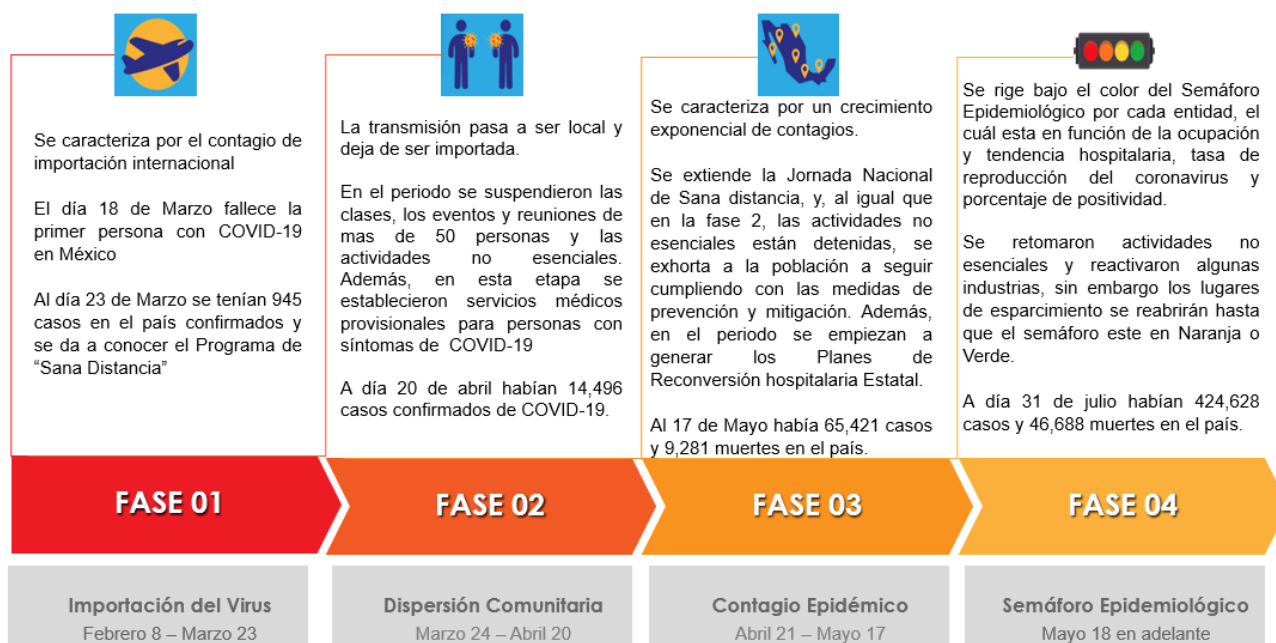 Se caracteriza por el contagio de
importación internacional
El día 18 de Marzo fallece la
primer persona con COVID-19
en México
Al día 23 de Marzo se tenían 945
casos en el país confirmados y
se da a conocer el Programa de
“Sana Distancia”
FASE 01
Importación del Virus
Febrero 8 – Marzo 23
La transmisión pasa a ser local y
deja de ser importada.
En el periodo se suspendieron las
clases, los eventos y reuniones de
mas de 50 personas y las
actividades no esenciales.
Además, en esta etapa se
establecieron servicios médicos
provisionales para personas con
síntomas de COVID-19
A día 20 de abril habían 14,496
casos confirmados de COVID-19.
FASE 02
Dispersión Comunitaria
Marzo 24 – Abril 20
Se caracteriza por un crecimiento
exponencial de contagios.
Se extiende la Jornada Nacional
de Sana distancia, y, al igual que
en la fase 2, las actividades no
esenciales están detenidas, se
exhorta a la población a seguir
cumpliendo con las medidas de
prevención y mitigación. Además,
en el periodo se empiezan a
generar los Planes de
Reconversión hospitalaria Estatal.
Al 17 de Mayo había 65,421 casos
y 9,281 muertes en el país.
FASE 03
Contagio Epidémico
Abril 21 – Mayo 17
Se rige bajo el color del Semáforo
Epidemiológico por cada entidad, el
cuál esta en función de la ocupación
y tendencia hospitalaria, tasa de
reproducción del coronavirus y
porcentaje de positividad.
Se retomaron actividades no
esenciales y reactivaron algunas
industrias, sin embargo los lugares
de esparcimiento se reabrirán hasta
que el semáforo este en Naranja o
Verde.
A día 31 de julio habían 424,628
casos y 46,688 muertes en el país.
FASE 04
Semáforo Epidemiológico
Mayo 18 en adelante